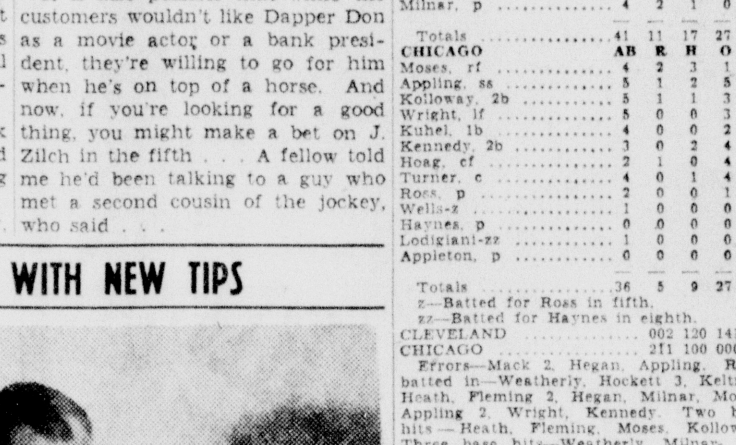 customers wouldn't like Dapper Don
as a movie actor or a bank presi-
dent, they're willing to go for him
when he's on top of a horse. And
now, if you're looking for a good
thing, you might make a bet on J.
Zilch in the fifth . . . A fellow told
me he'd been talking to a guy who
met a second cousin of the jockey,
who said . . .
WITH NEW TIPS
Milnar, p 4 2 1 0
Totals 41 11 17 27
CHICAGO AB R H O
Moses, rf 4 2 3 1
Appling, ss 5 1 2 5
Kolloway, 2b 5 1 1 3
Wright, lf 5 0 0 3
Kuhel, 1b 4 0 0 2
Kennedy, 2b 3 0 2 4
Hoag, cf 2 1 0 4
Turner, c 4 0 1 4
Ross, p 2 0 0 1
Wells-z 1 0 0 0
Haynes, p 0 0 0 0
Lodigiani-zz 1 0 0 0
Appleton, p 0 0 0 0
Totals 36 5 9 27
z—Batted for Ross in fifth.
zz—Batted for Haynes in eighth.
CLEVELAND 002 120 14
CHICAGO 211 100 00
Errors—Mack 2, Hegan, Appling. R
batted in—Weatherly, Hockett 3, Kelt
Heath, Fleming 2, Hegan, Milnar, Mo
Appling 2, Wright, Kennedy. Two b
hits — Heath, Fleming, Moses, Kollow
Three base hits—Weatherly, Milnar.